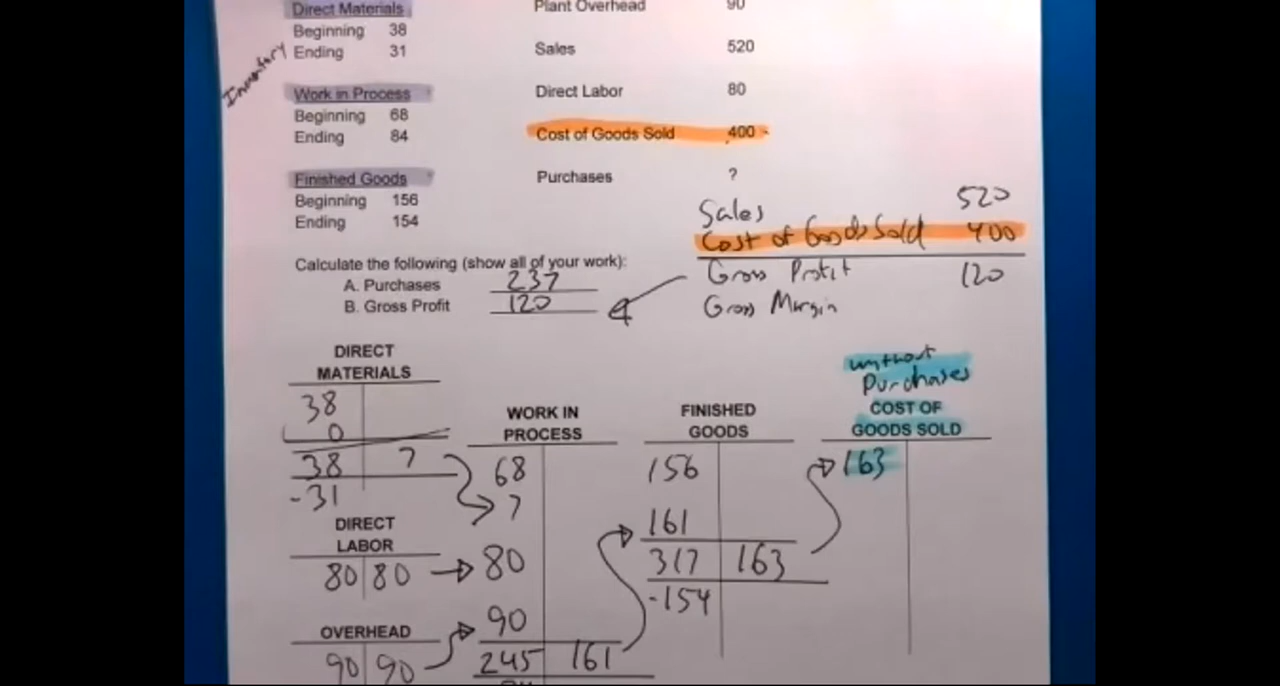 Direct Materials
Beginning 38
Ending 31
Inventory
Work in Process
Beginning 68
Ending 84
Finished Goods
Beginning 156
Ending 154
Plant Overhead 90
Sales 520
Direct Labor 80
Cost of Goods Sold 400
Purchases ?
Sales 520
Cost of Goods Sold 400
Gross Profit 120
Gross Margin
Calculate the following (show all of your work):
A. Purchases 237
B. Gross Profit 120
DIRECT
MATERIALS
38
0
38 7
-31
DIRECT
LABOR
80 80
OVERHEAD
90 90
WORK IN
PROCESS
68
7
80
90
245 161
FINISHED
GOODS
156
161
317 163
-154
without
Purchases
COST OF
GOODS SOLD
163